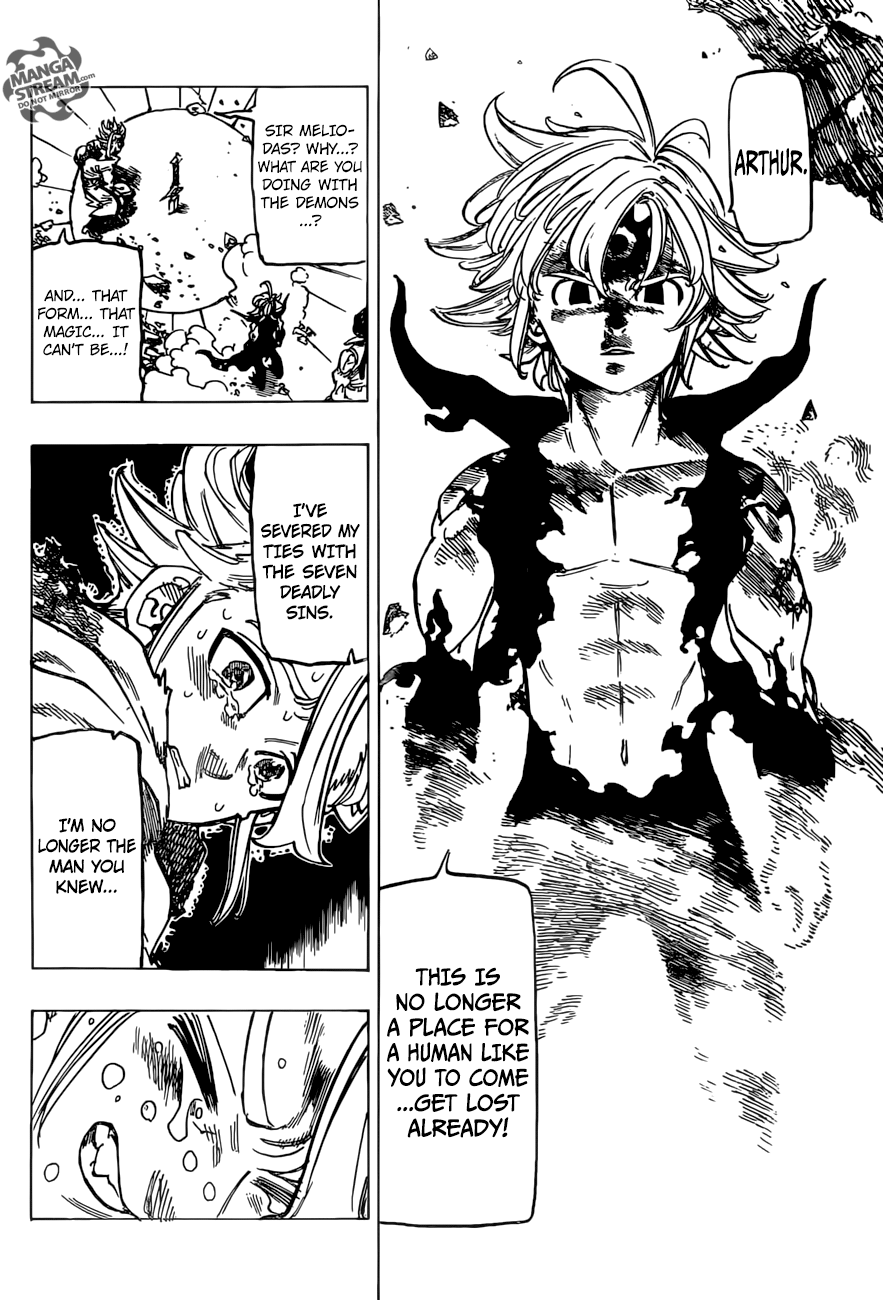 MANGA
STREAM.com
DO NOT MIRROR
ARTHUR.
THIS IS
NO LONGER
A PLACE FOR
A HUMAN LIKE
YOU TO COME
...GET LOST
ALREADY!
SIR MELIO-
DAS? WHY...?
WHAT ARE YOU
DOING WITH
THE DEMONS
...?
AND... THAT
FORM... THAT
MAGIC... IT
CAN'T BE...!
I'VE
SEVERED MY
TIES WITH
THE SEVEN
DEADLY
SINS.
I'M NO
LONGER THE
MAN YOU
KNEW...